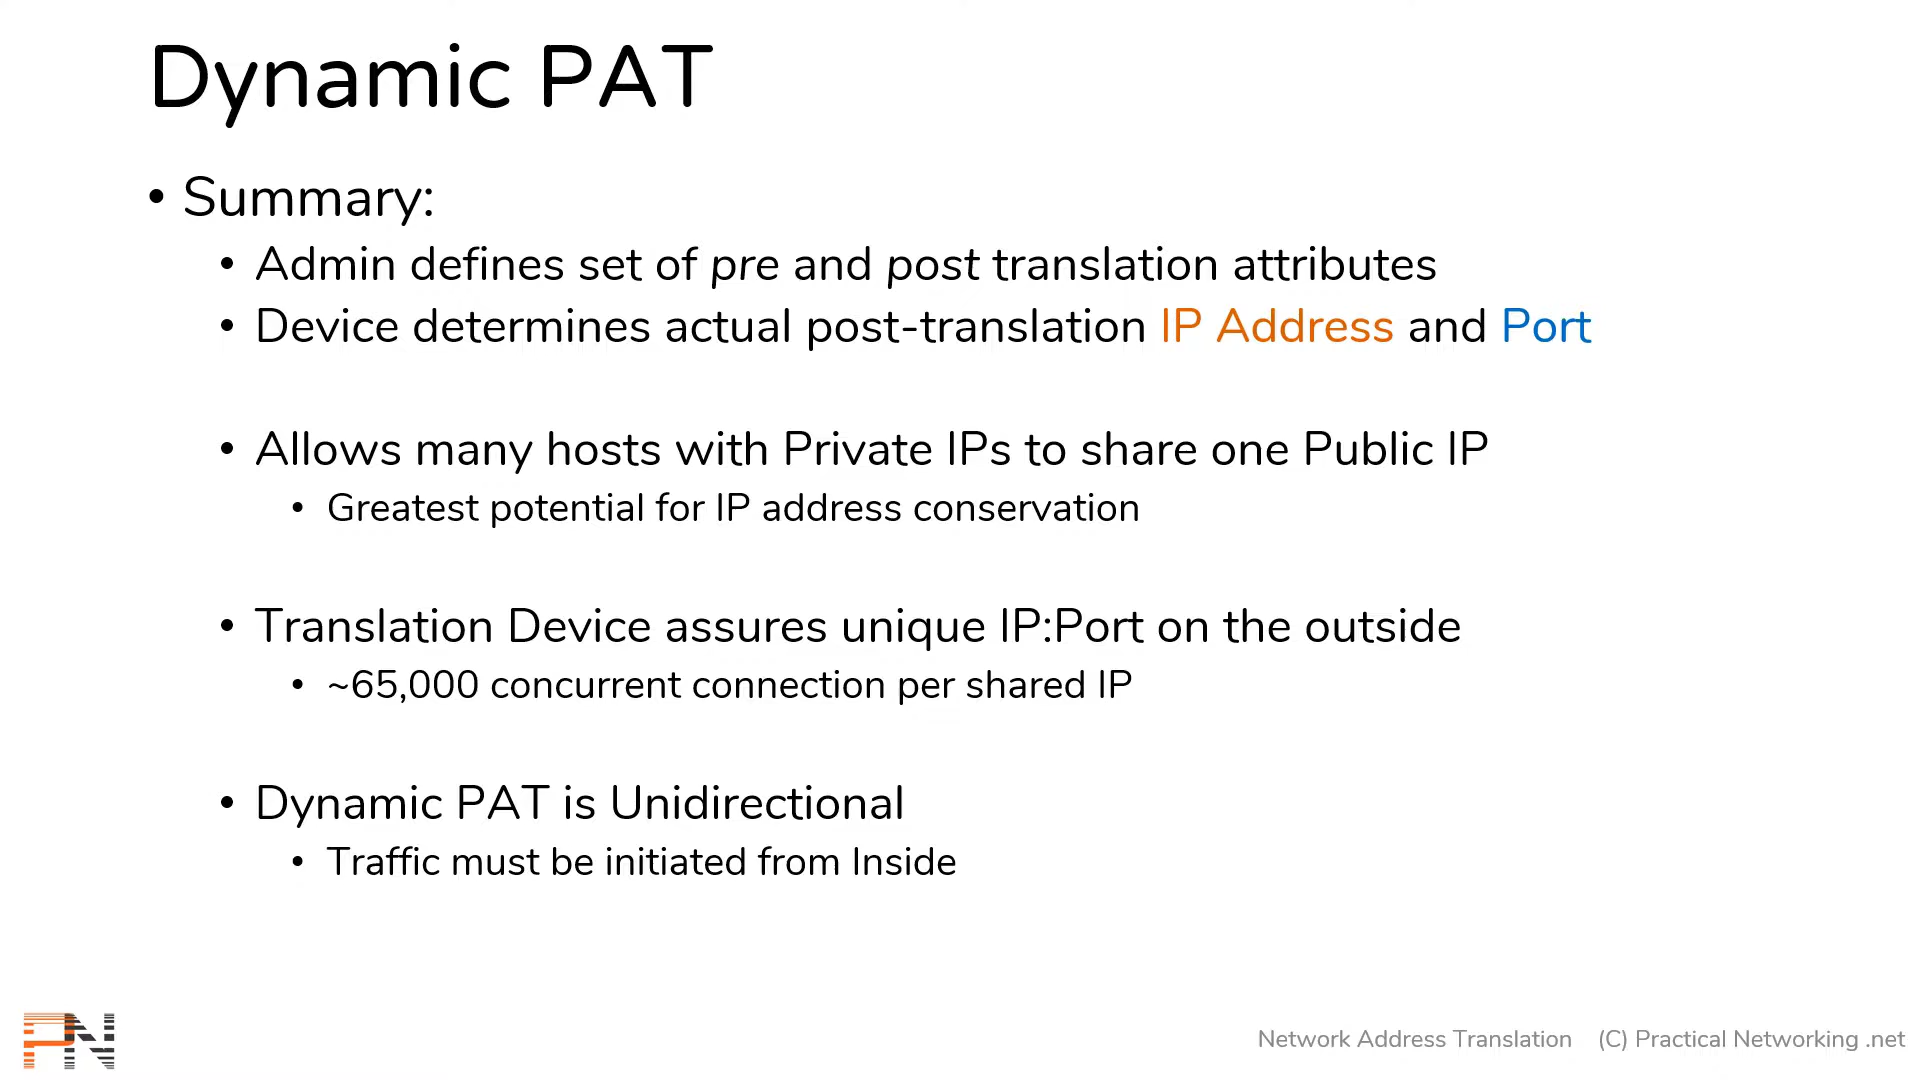 Dynamic PAT
• Summary:
• Admin defines set of pre and post translation attributes
• Device determines actual post-translation IP Address and Port
• Allows many hosts with Private IPs to share one Public IP
• Greatest potential for IP address conservation
• Translation Device assures unique IP:Port on the outside
• ~65,000 concurrent connection per shared IP
• Dynamic PAT is Unidirectional
• Traffic must be initiated from Inside
PN
Network Address Translation (C) Practical Networking .net